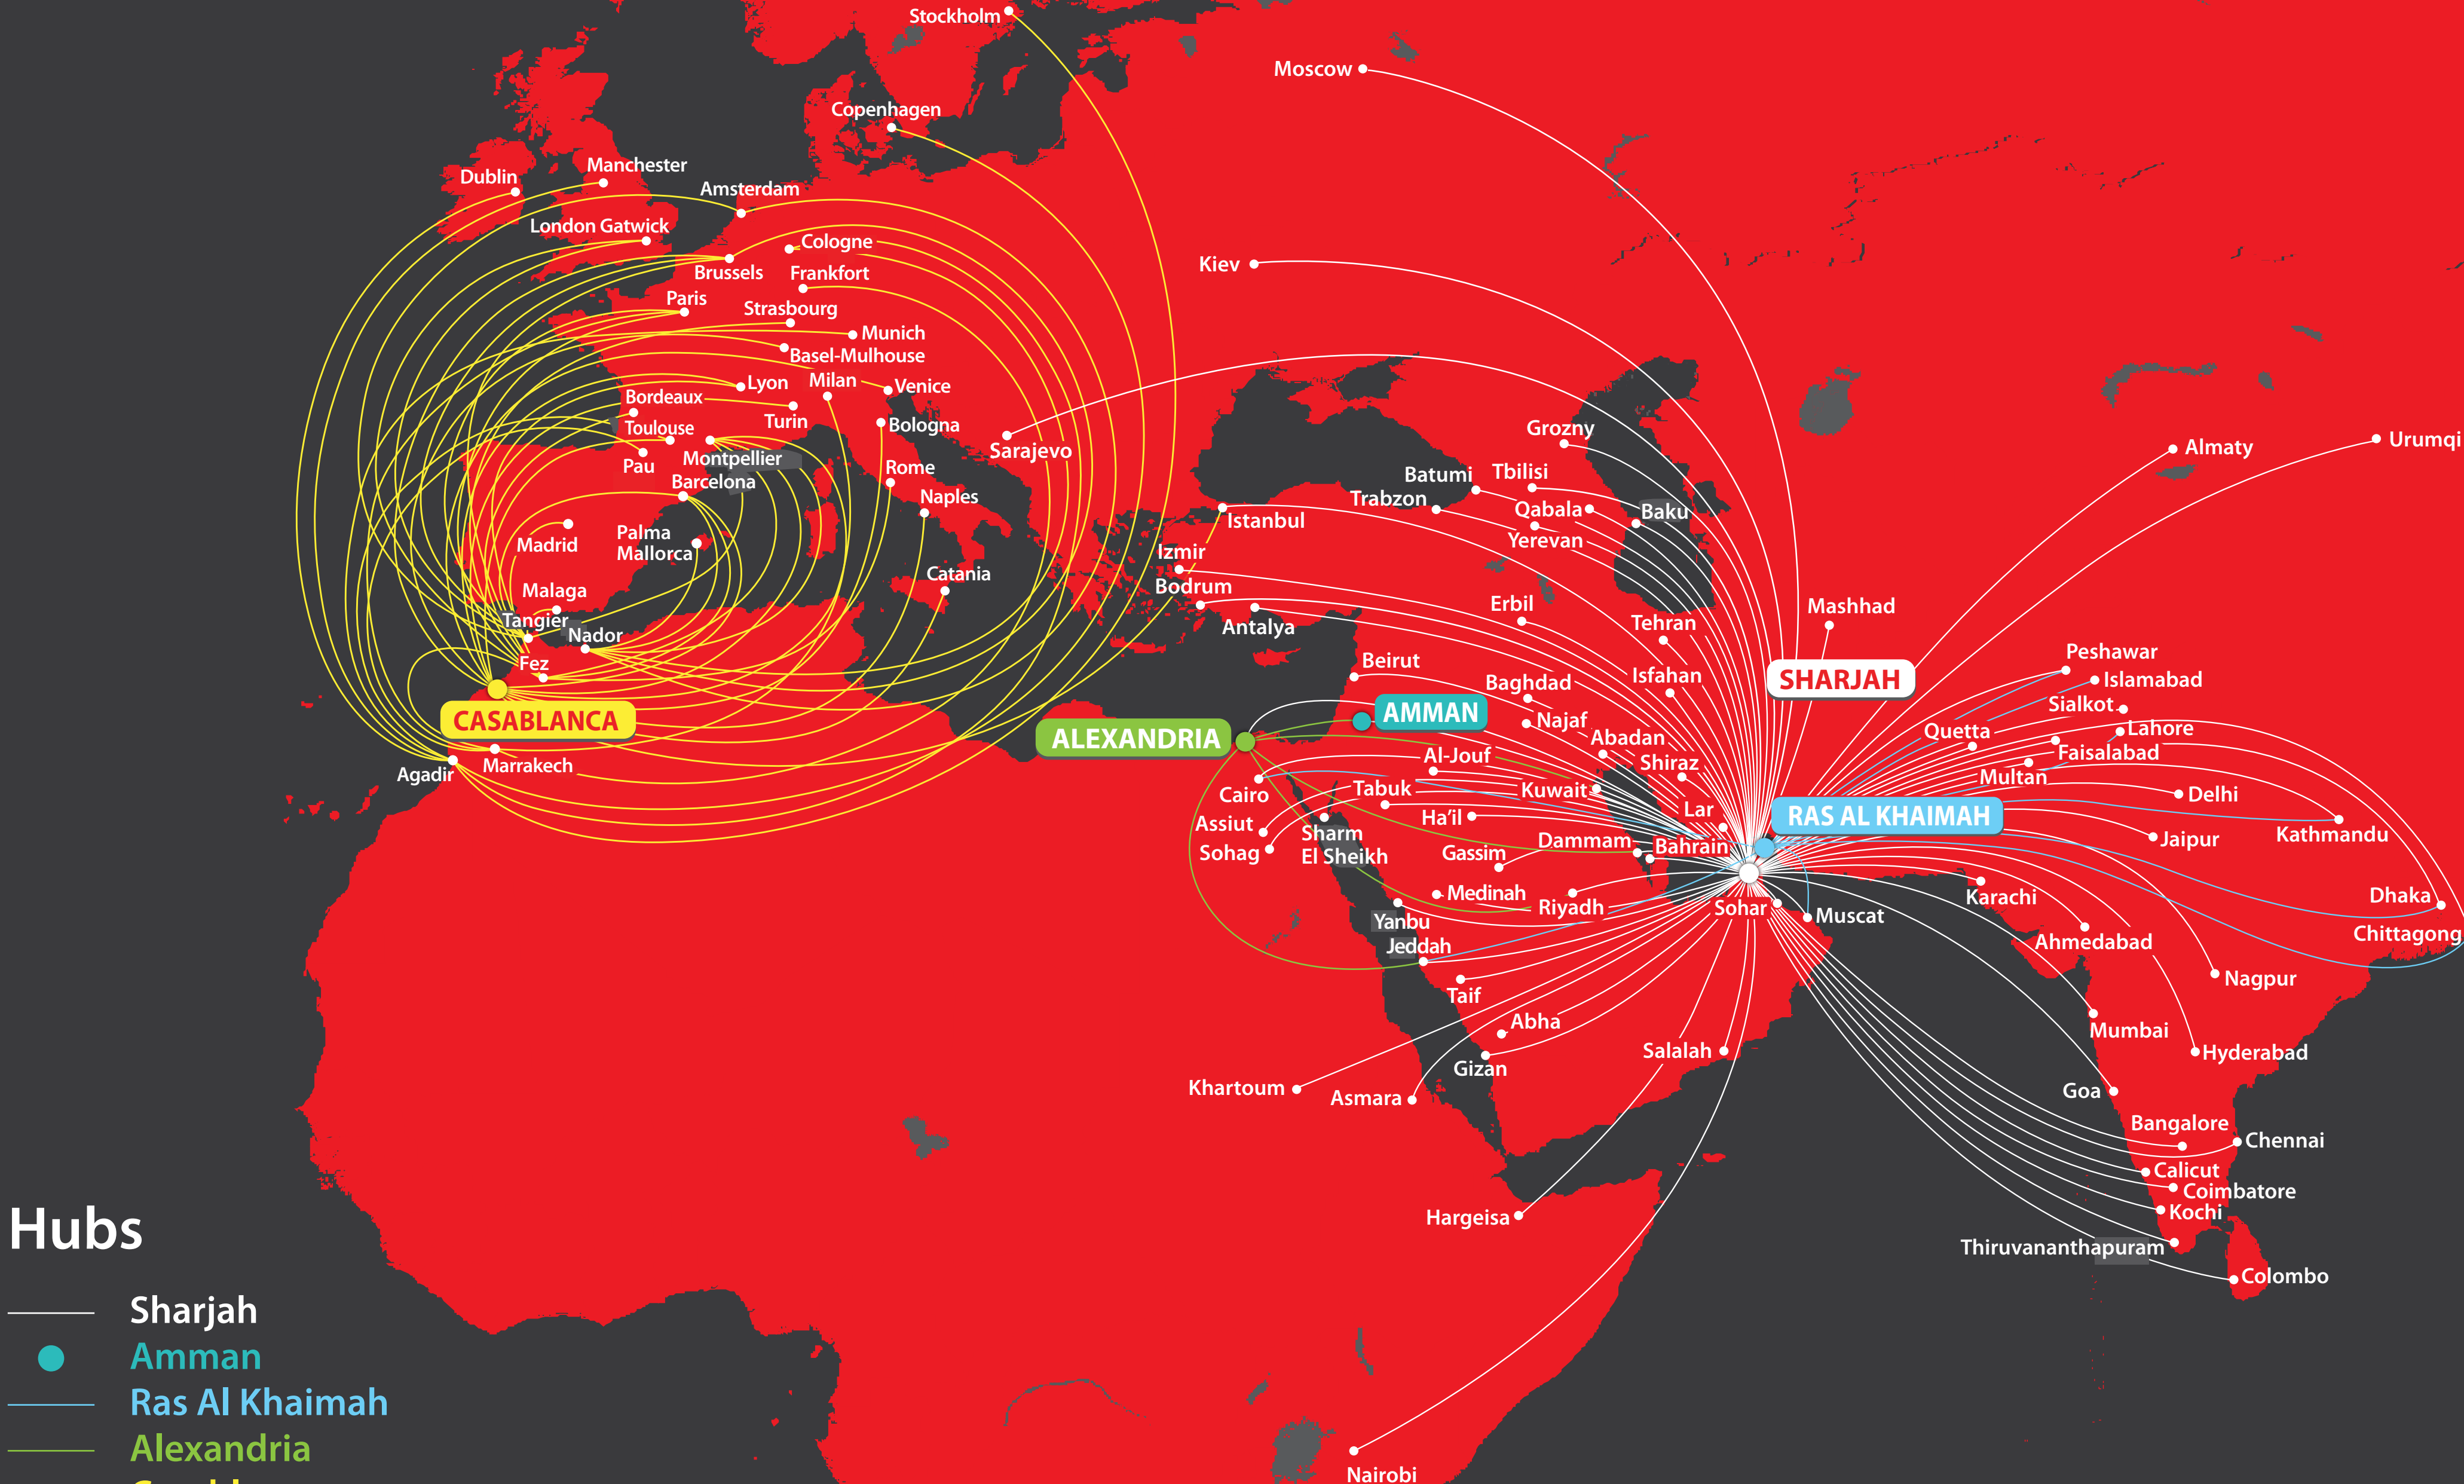 Stockholm
Moscow
Copenhagen
Manchester
Dublin
Amsterdam
London Gatwick
Cologne
Kiev
Brussels
Frankfort
Paris
Strasbourg
Munich
Basel-Mulhouse
Lyon
Milan
Venice
Bordeaux
Turin
Toulouse
Bologna
Grozny
Urumqi
Almaty
Sarajevo
Montpellier
Pau
Rome
Batumi
Tbilisi
Barcelona
Naples
Trabzon
Qabala
Baku
Istanbul
Palma
Mallorca
Madrid
Yerevan
Izmir
Catania
Bodrum
Malaga
Erbil
Mashhad
Tangier
Nador
Antalya
Tehran
Fez
Beirut
Peshawar
Baghdad
Isfahan
SHARJAH
Islamabad
Sialkot
CASABLANCA
AMMAN
Najaf
Quetta
Lahore
ALEXANDRIA
Abadan
Faisalabad
Al-Jouf
Shiraz
Marrakech
Agadir
Multan
Cairo
Tabuk
Kuwait
Delhi
Lar
RAS AL KHAIMAH
Assiut
Ha'il
Sharm
El Sheikh
Kathmandu
Dammam
Bahrain
Jaipur
Sohag
Gassim
Medinah
Karachi
Dhaka
Riyadh
Sohar
Muscat
Yanbu
Chittagong
Jeddah
Ahmedabad
Nagpur
Taif
Abha
Mumbai
Salalah
Hyderabad
Gizan
Khartoum
Asmara
Goa
Bangalore
Chennai
Calicut
Coimbatore
Hargeisa
Kochi
Thiruvananthapuram
Colombo
Nairobi
Hubs
Sharjah
Amman
Ras Al Khaimah
Alexandria